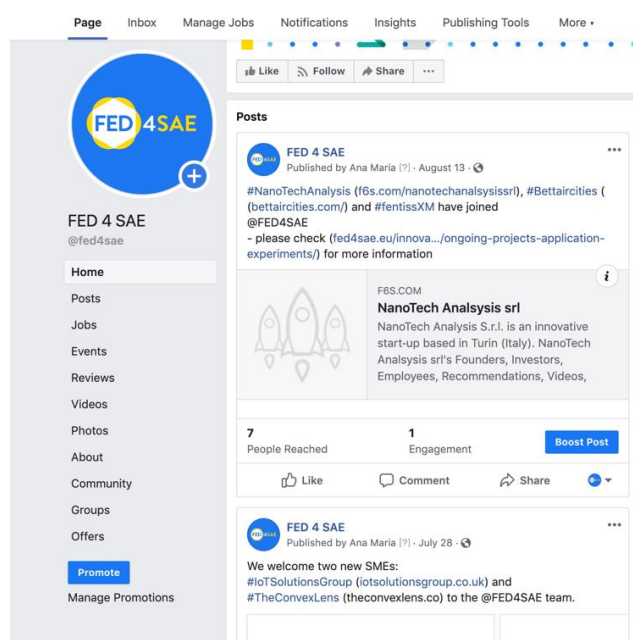 Page Inbox Manage Jobs Notifications Insights Publishing Tools More
Like Follow Share ...
FED 4SAE
FED 4 SAE
@fed4sae
Home
Posts
Jobs
Events
Reviews
Videos
Photos
About
Community
Groups
Offers
Promote
Manage Promotions
Posts
FED 4SAE
FED 4 SAE
Published by Ana Maria [?] · August 13 ·
#NanoTechAnalysis (f6s.com/nanotechanalsysissrl), #Bettaircities (
(bettaircities.com/) and #fentissXM have joined
@FED4SAE
- please check (fed4sae.eu/innova.../ongoing-projects-application-
experiments/) for more information
i
F6S.COM
NanoTech Analsysis srl
NanoTech Analysis S.r.l. is an innovative
start-up based in Turin (Italy). NanoTech
Analsysis srl's Founders, Investors,
Employees, Recommendations, Videos,
7
People Reached
1
Engagement
Boost Post
Like Comment Share
FED 4SAE
FED 4 SAE
Published by Ana Maria [?] · July 28 ·
We welcome two new SMEs:
#IoTSolutionsGroup (iotsolutionsgroup.co.uk) and
#TheConvexLens (theconvexlens.co) to the @FED4SAE team.